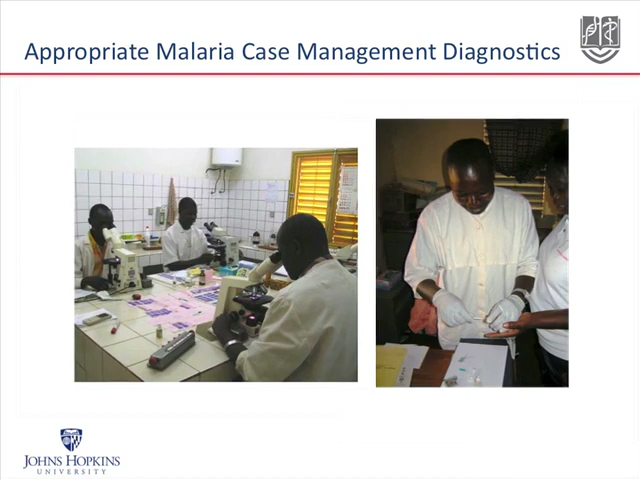 Appropriate Malaria Case Management Diagnostics
JOHNS HOPKINS
UNIVERSITY